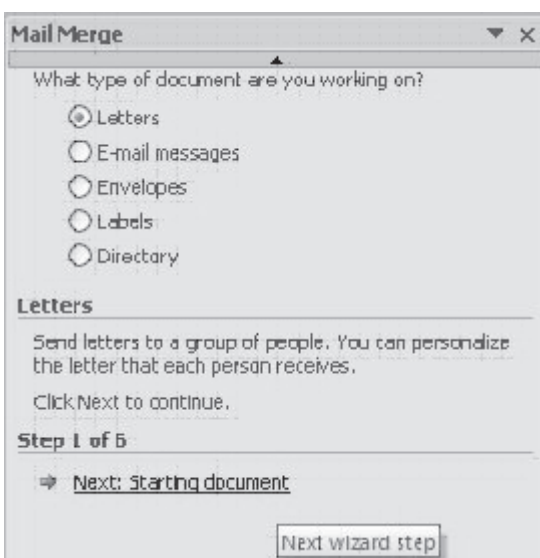 Mail Merge
What type of document are you working on?
Letters
E-mail messages
Envelopes
Labels
Directory
Letters
Send letters to a group of people. You can personalize
the letter that each person receives.
Click Next to continue.
Step 1 of 6
Next: Starting document
Next wizard step